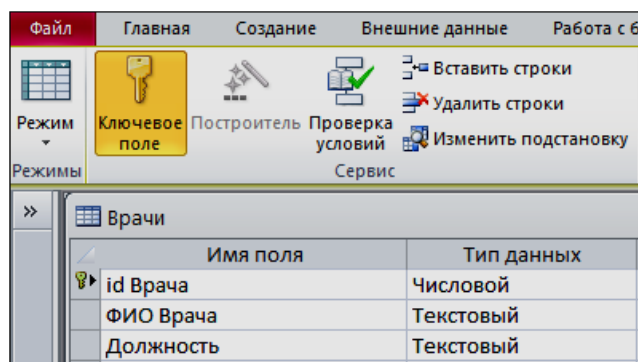 Файл Главная Создание Внешние данные Работа с б
Режим Ключевое поле Построитель Проверка условий
Вставить строки
Удалить строки
Изменить подстановку
Режимы Сервис
» Врачи
Имя поля Тип данных
id Врача Числовой
ФИО Врача Текстовый
Должность Текстовый